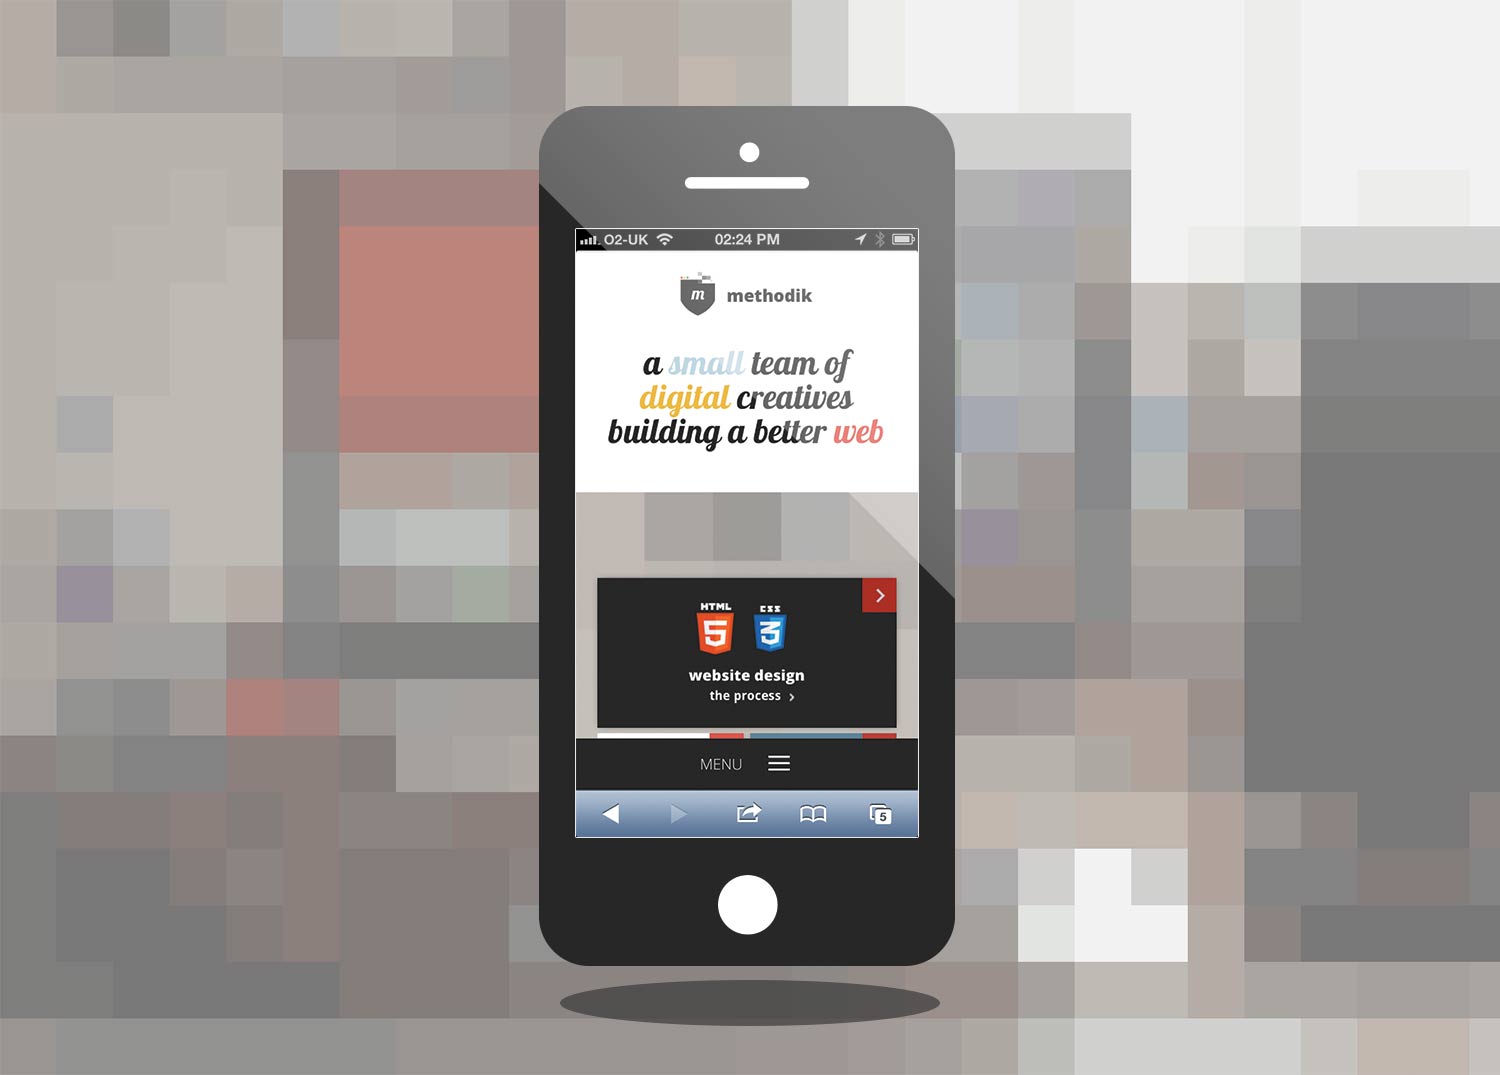 O2-UK 02:24 PM
m methodik
a small team of
digital creatives
building a better web
HTML CSS
5 3
website design
the process ›
MENU
5